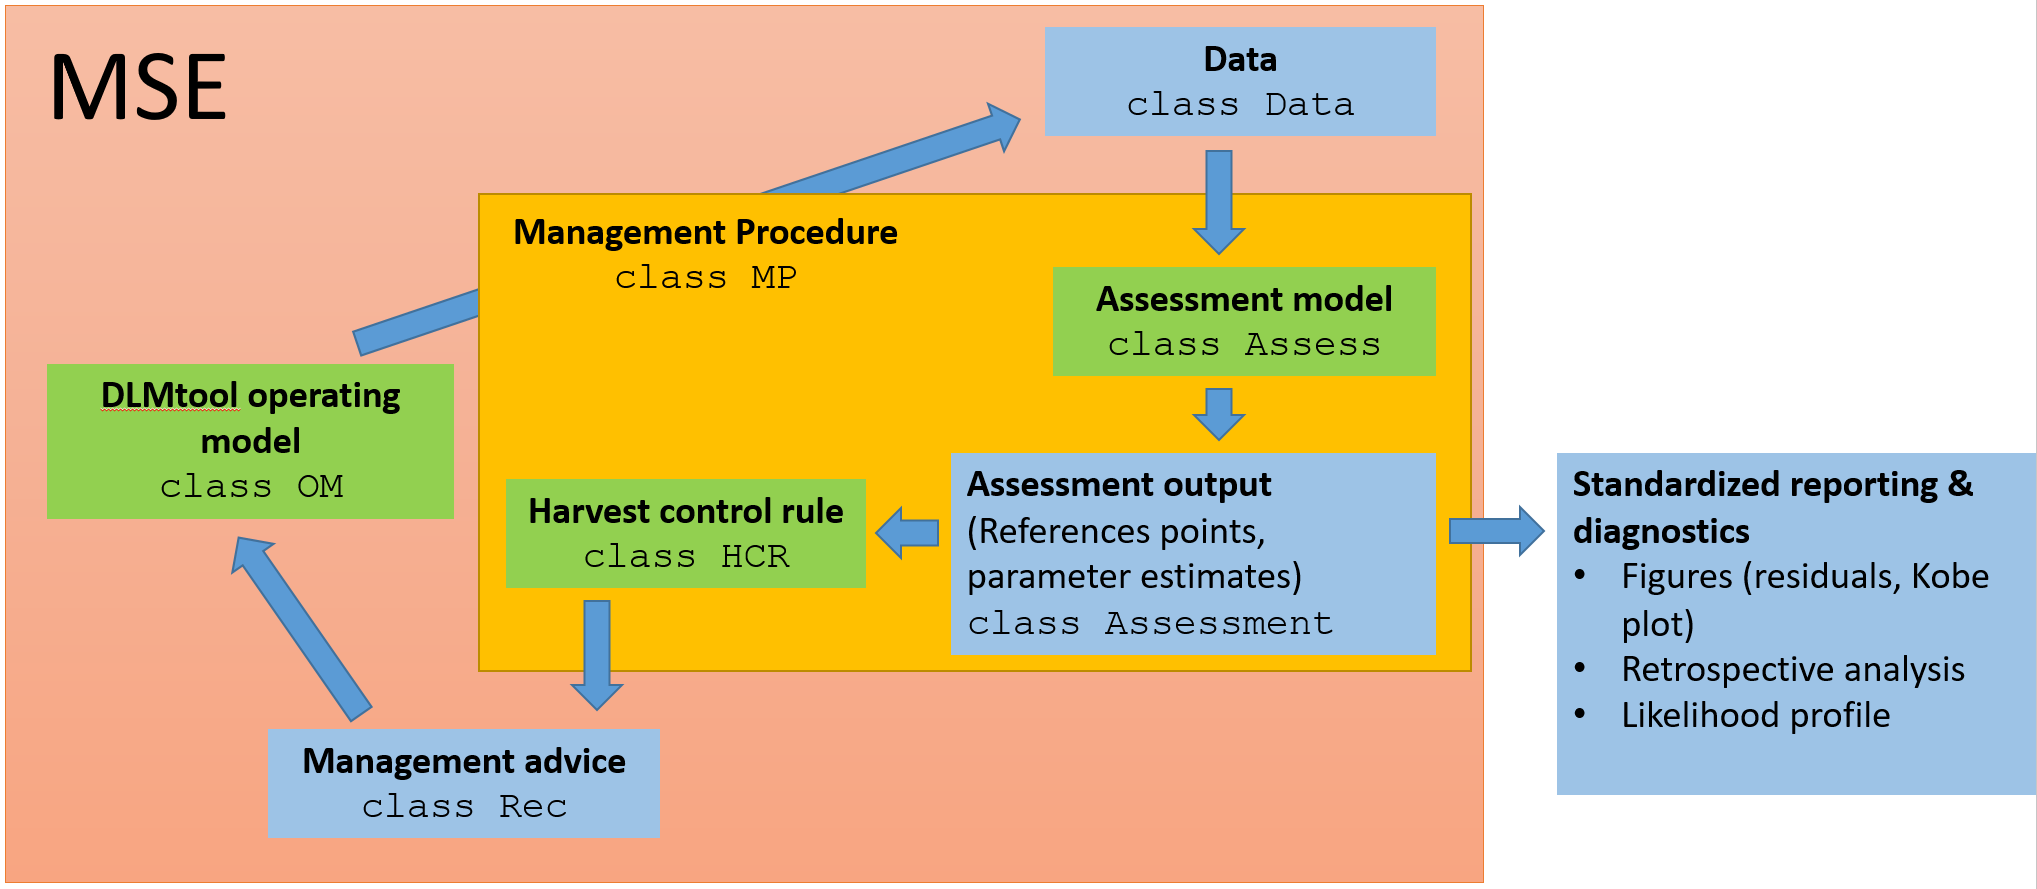 MSE
Data
class Data
Management Procedure
class MP
Assessment model
class Assess
DLMtool operating
model
class OM
Harvest control rule
class HCR
Assessment output
(References points,
parameter estimates)
class Assessment
Standardized reporting &
diagnostics
• Figures (residuals, Kobe
plot)
• Retrospective analysis
• Likelihood profile
Management advice
class Rec